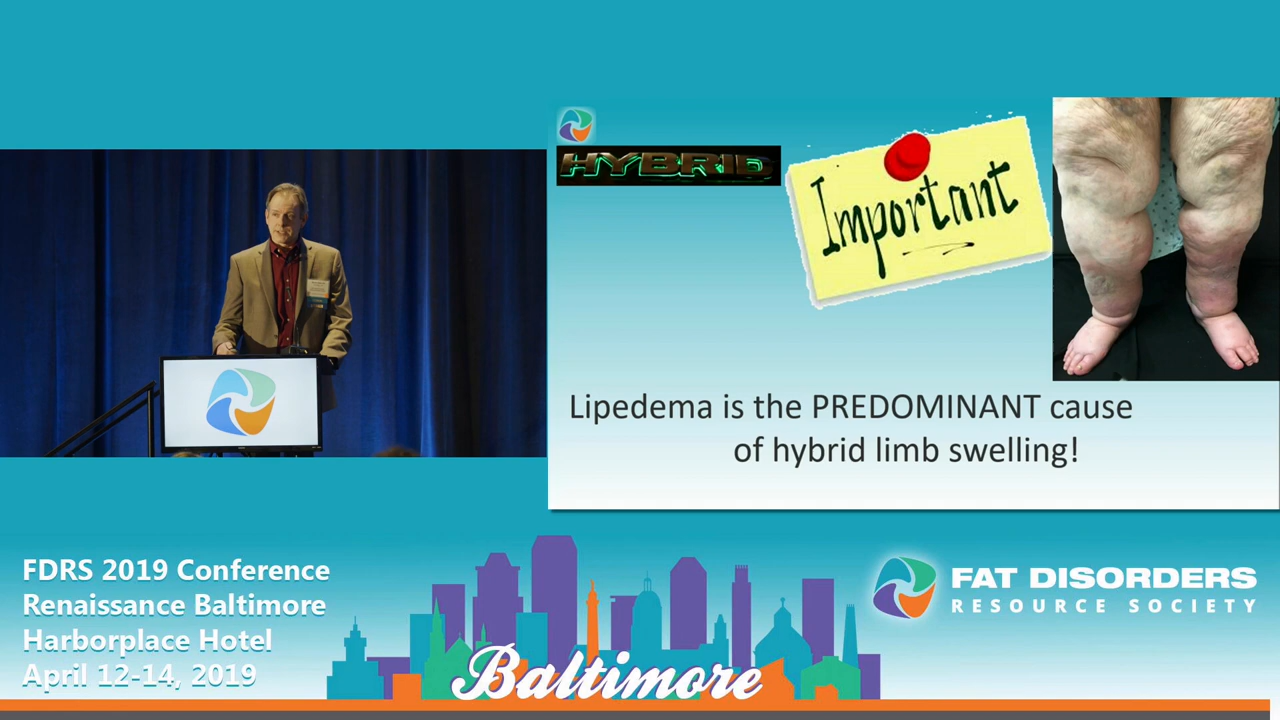 HYBRID
Important
Lipedema is the PREDOMINANT cause
of hybrid limb swelling!
FDRS 2019 Conference
Renaissance Baltimore
Harborplace Hotel
April 12-14, 2019
Baltimore
FAT DISORDERS
RESOURCE SOCIETY